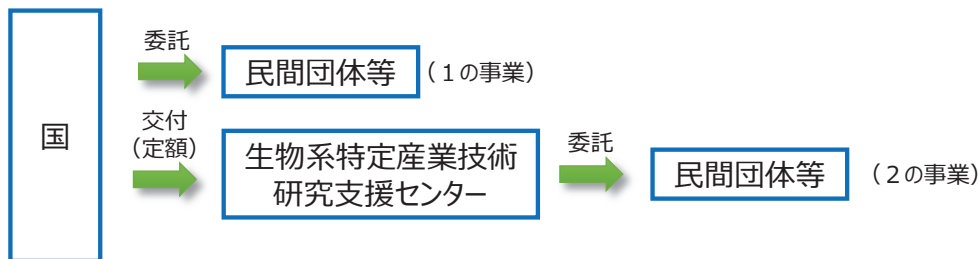 国
委託
民間団体等
（１の事業）
交付
（定額）
生物系特定産業技術
研究支援センター
委託
民間団体等
（２の事業）